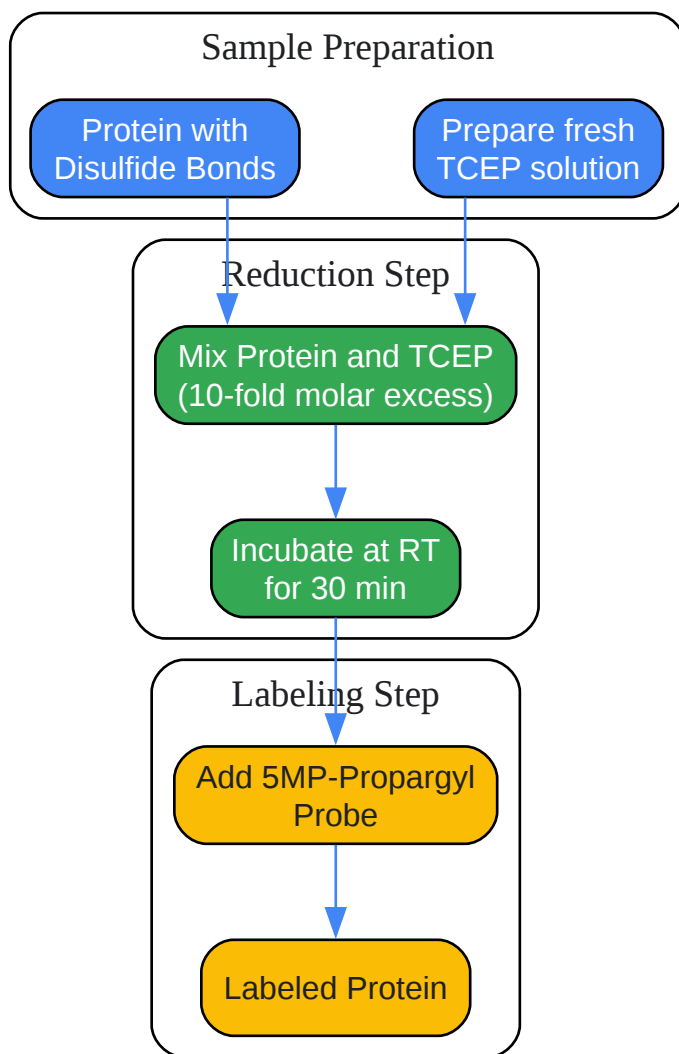 Sample Preparation
Protein with
Disulfide Bonds
Prepare fresh
TCEP solution
Reduction Step
Mix Protein and TCEP
(10-fold molar excess)
Incubate at RT
for 30 min
Labeling Step
Add 5MP-Propargyl
Probe
Labeled Protein